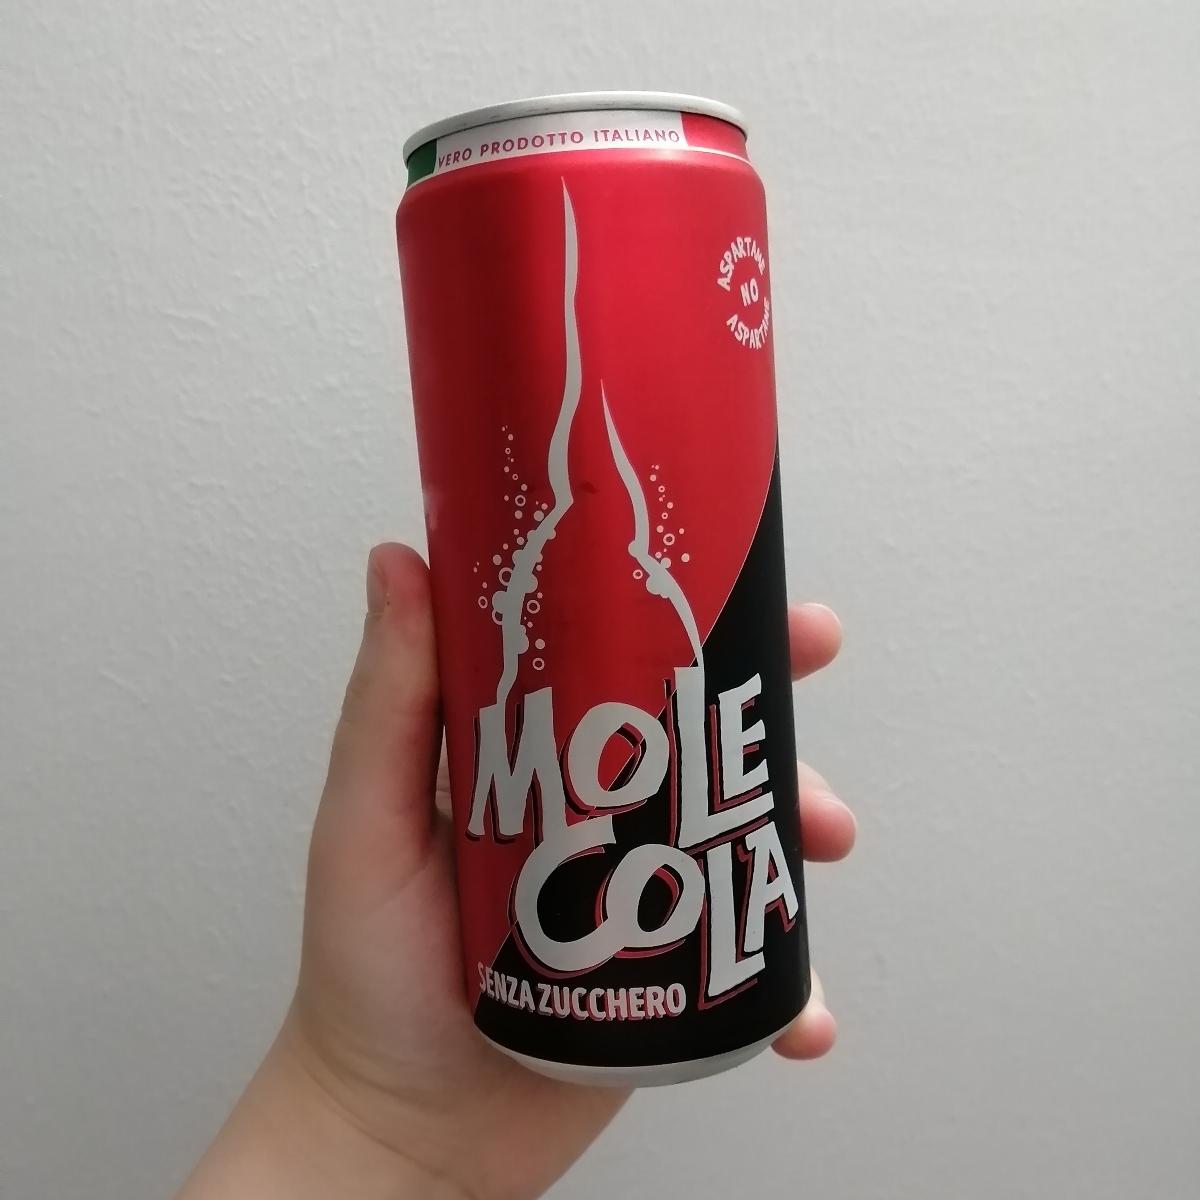 VERO PRODOTTO ITALIANO
ASPARTAME
NO
ASPARTAME
MOLE
COLA
SENZA ZUCCHERO